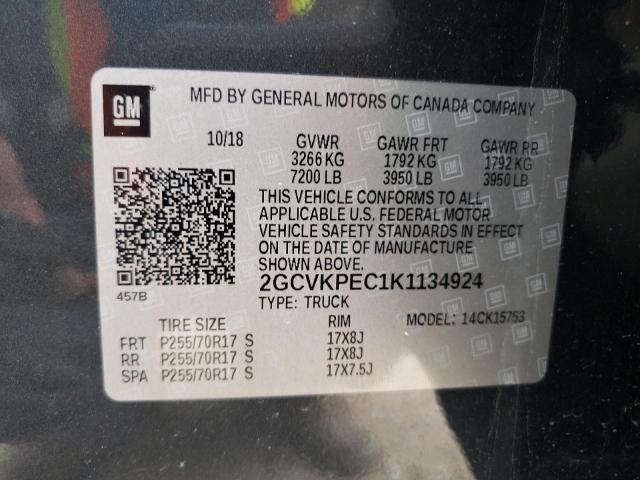 GM
MFD BY GENERAL MOTORS OF CANADA COMPANY
10/18 GVWR GAWR FRT GAWR RR
3266 KG 1792 KG 1792 KG
7200 LB 3950 LB 3950 LB
THIS VEHICLE CONFORMS TO ALL
APPLICABLE U.S. FEDERAL MOTOR
VEHICLE SAFETY STANDARDS IN EFFECT
ON THE DATE OF MANUFACTURE
SHOWN ABOVE.
2GCVKPEC1K1134924
457B
TYPE: TRUCK
TIRE SIZE RIM MODEL: 14CK15753
FRT P255/70R17 S 17X8J
RR P255/70R17 S 17X8J
SPA P255/70R17 S 17X7.5J